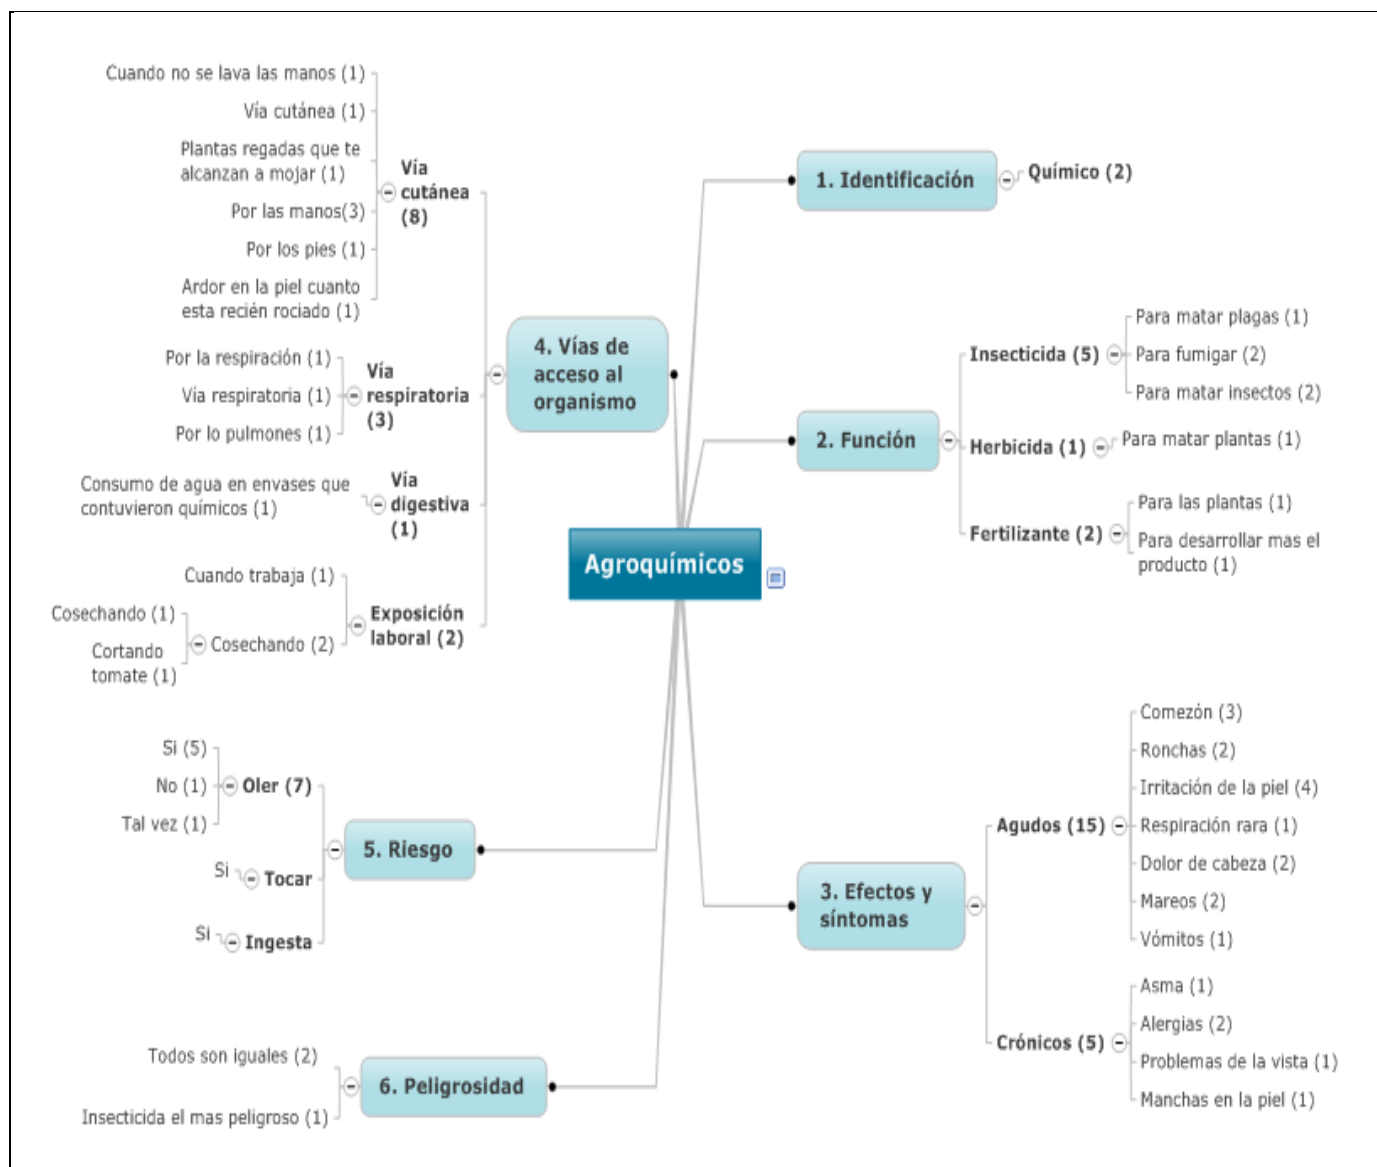 Agroquímicos
1. Identificación
Químico (2)
2. Función
Insecticida (5)
Para matar plagas (1)
Para fumigar (2)
Para matar insectos (2)
Herbicida (1)
Para matar plantas (1)
Fertilizante (2)
Para las plantas (1)
Para desarrollar mas el
producto (1)
3. Efectos y
síntomas
Agudos (15)
Comezón (3)
Ronchas (2)
Irritación de la piel (4)
Respiración rara (1)
Dolor de cabeza (2)
Mareos (2)
Vómitos (1)
Crónicos (5)
Asma (1)
Alergias (2)
Problemas de la vista (1)
Manchas en la piel (1)
4. Vías de
acceso al
organismo
Vía
cutánea
(8)
Cuando no se lava las manos (1)
Vía cutánea (1)
Plantas regadas que te
alcanzan a mojar (1)
Por las manos(3)
Por los pies (1)
Ardor en la piel cuanto
esta recién rociado (1)
Vía
respiratoria
(3)
Por la respiración (1)
Vía respiratoria (1)
Por lo pulmones (1)
Vía
digestiva
(1)
Consumo de agua en envases que
contuvieron químicos (1)
Exposición
laboral (2)
Cuando trabaja (1)
Cosechando (2)
Cosechando (1)
Cortando
tomate (1)
5. Riesgo
Oler (7)
Si (5)
No (1)
Tal vez (1)
Tocar
Si
Ingesta
Si
6. Peligrosidad
Todos son iguales (2)
Insecticida el mas peligroso (1)